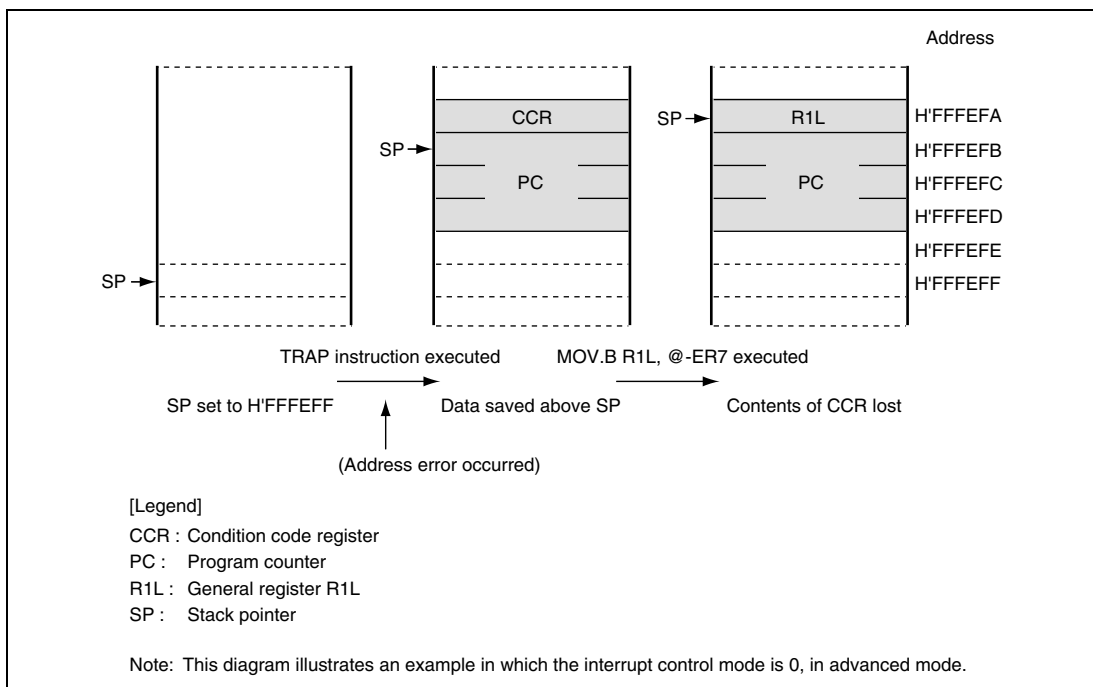 Address
CCR
SP
R1L
H'FFFEFA
SP
H'FFFEFB
PC
PC
H'FFFEFC
H'FFFEFD
H'FFFEFE
SP
H'FFFEFF
TRAP instruction executed
MOV.B R1L, @-ER7 executed
SP set to H'FFFEFF
Data saved above SP
Contents of CCR lost
(Address error occurred)
[Legend]
CCR : Condition code register
PC : Program counter
R1L : General register R1L
SP : Stack pointer
Note: This diagram illustrates an example in which the interrupt control mode is 0, in advanced mode.